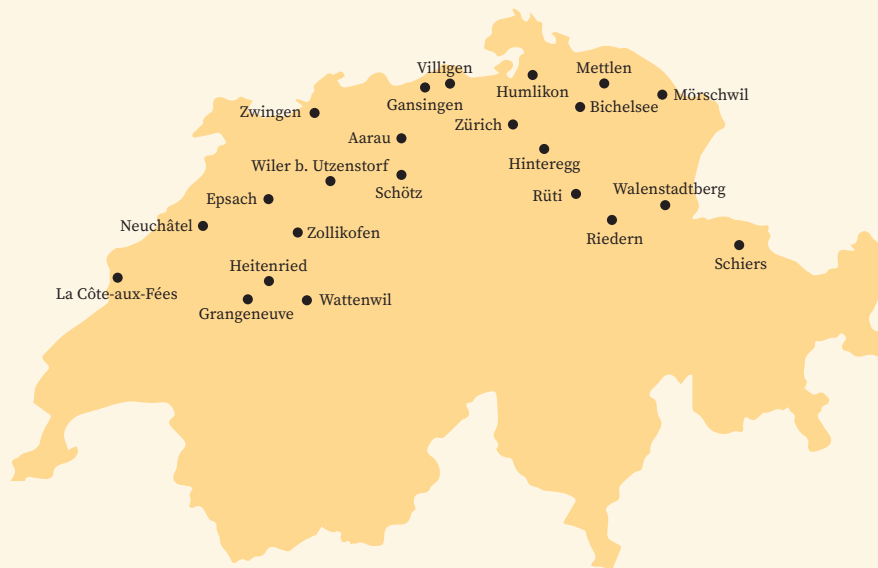 Villigen
Mettlen
Humlikon
Mörschwil
Gansingen
Bichelsee
Zwingen
Zürich
Aarau
Hinteregg
Wiler b. Utzenstorf
Walenstadtberg
Schötz
Rüti
Epsach
Neuchâtel
Zollikofen
Riedern
Schiers
Heitenried
La Côte-aux-Fées
Wattenwil
Grangeneuve